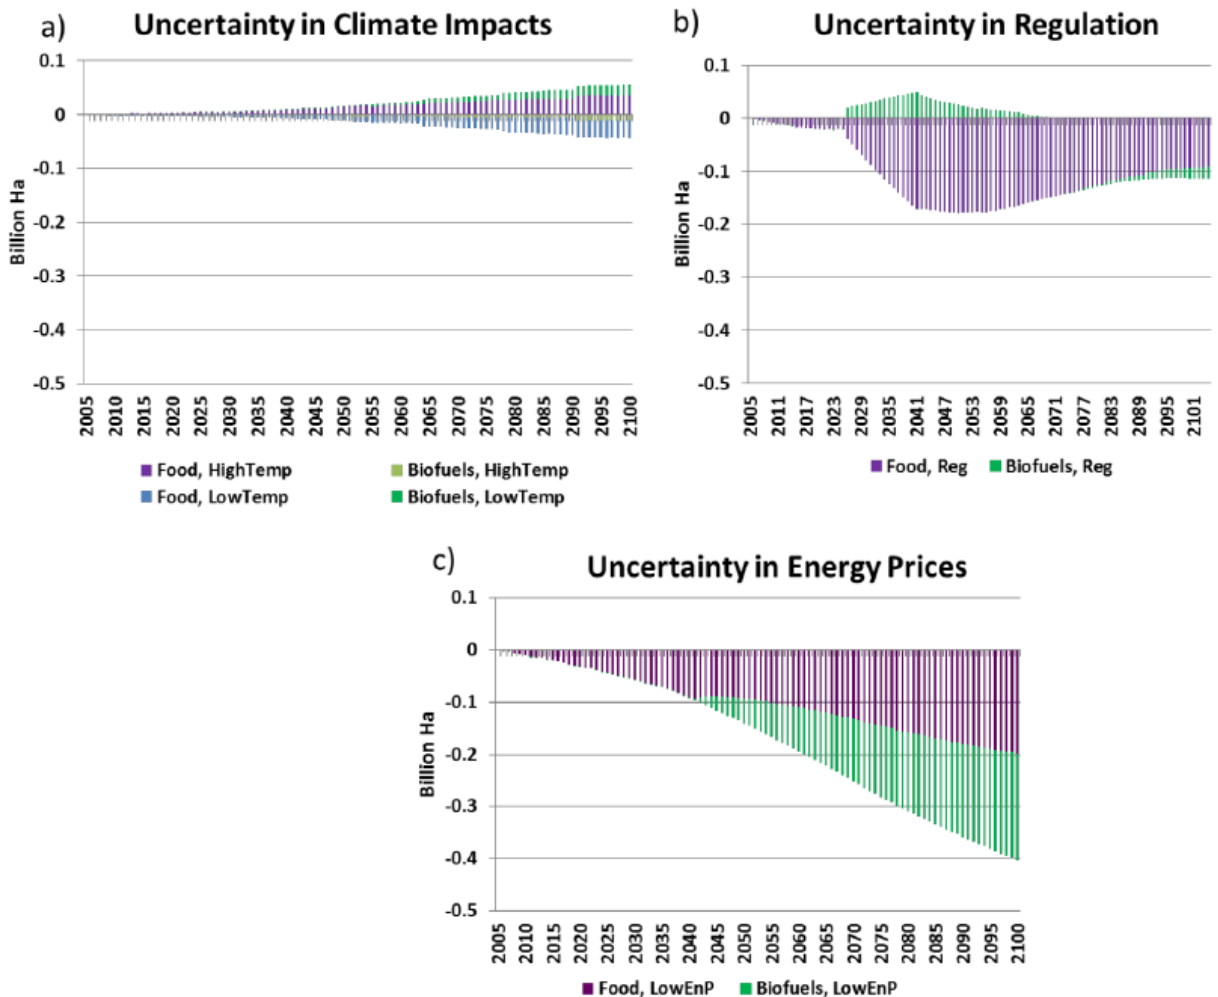 a) Uncertainty in Climate Impacts
0.1
0
-0.1
-0.2
-0.3
-0.4
-0.5
Billion Ha
2005 2010 2015 2020 2025 2030 2035 2040 2045 2050 2055 2060 2065 2070 2075 2080 2085 2090 2095 2100
Food, HighTemp Biofuels, HighTemp
Food, LowTemp Biofuels, LowTemp
b) Uncertainty in Regulation
0.1
0
-0.1
-0.2
-0.3
-0.4
-0.5
Billion Ha
2005 2011 2017 2023 2029 2035 2041 2047 2053 2059 2065 2071 2077 2083 2089 2095 2101
Food, Reg Biofuels, Reg
c) Uncertainty in Energy Prices
0.1
0
-0.1
-0.2
-0.3
-0.4
-0.5
Billion Ha
2005 2010 2015 2020 2025 2030 2035 2040 2045 2050 2055 2060 2065 2070 2075 2080 2085 2090 2095 2100
Food, LowEnP Biofuels, LowEnP